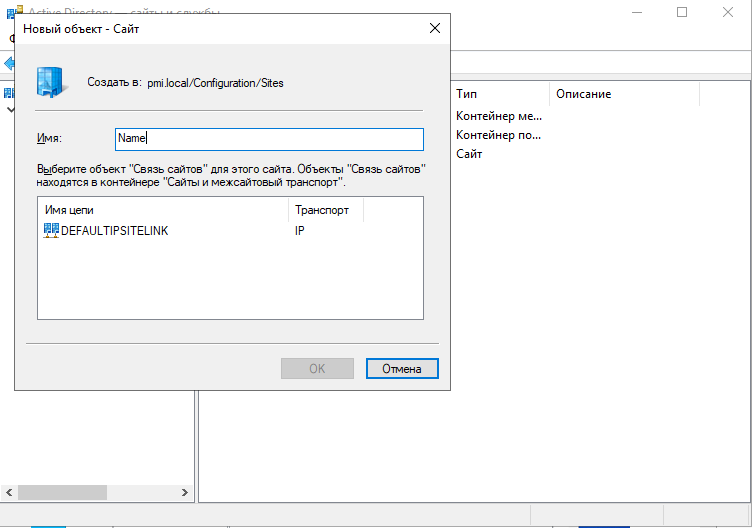 Active Directory — сайты и службы
Новый объект - Сайт
Создать в: pmi.local/Configuration/Sites
Имя: Name
Выберите объект "Связь сайтов" для этого сайта. Объекты "Связь сайтов"
находятся в контейнере "Сайты и межсайтовый транспорт".
Имя цепи Транспорт
DEFAULTIPSITELINK IP
OK Отмена
Тип Описание
Контейнер ме...
Контейнер по...
Сайт